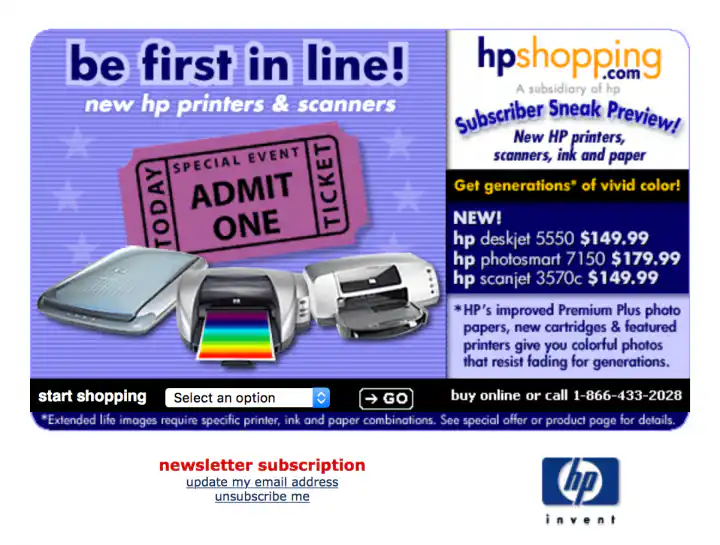 be first in line!
new hp printers & scanners
TODAY
SPECIAL EVENT
ADMIT
ONE
TICKET
hpshopping
.com
A subsidiary of hp
Subscriber Sneak Preview!
New HP printers,
scanners, ink and paper
Get generations* of vivid color!
NEW!
hp deskjet 5550 $149.99
hp photosmart 7150 $179.99
hp scanjet 3570c $149.99
*HP's improved Premium Plus photo
papers, new cartridges & featured
printers give you colorful photos
that resist fading for generations.
start shopping
Select an option
→ GO
buy online or call 1-866-433-2028
*Extended life images require specific printer, ink and paper combinations. See special offer or product page for details.
newsletter subscription
update my email address
unsubscribe me
hp
invent